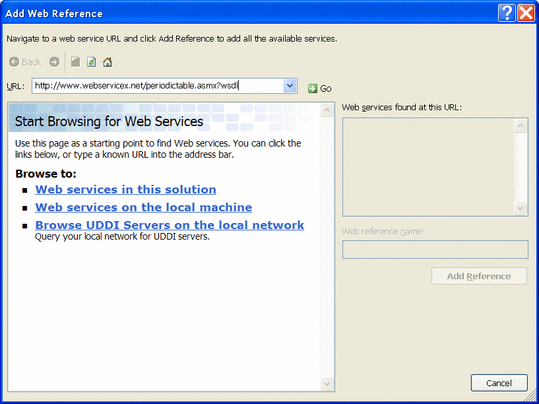 Add Web Reference
Navigate to a web service URL and click Add Reference to add all the available services.
Back
URL: http://www.webservicex.net/periodictable.asmx?wsdl Go
Start Browsing for Web Services
Use this page as a starting point to find Web services. You can click the
links below, or type a known URL into the address bar.
Browse to:
Web services in this solution
Web services on the local machine
Browse UDDI Servers on the local network
Query your local network for UDDI servers.
Web services found at this URL:
Web reference name:
Add Reference
Cancel